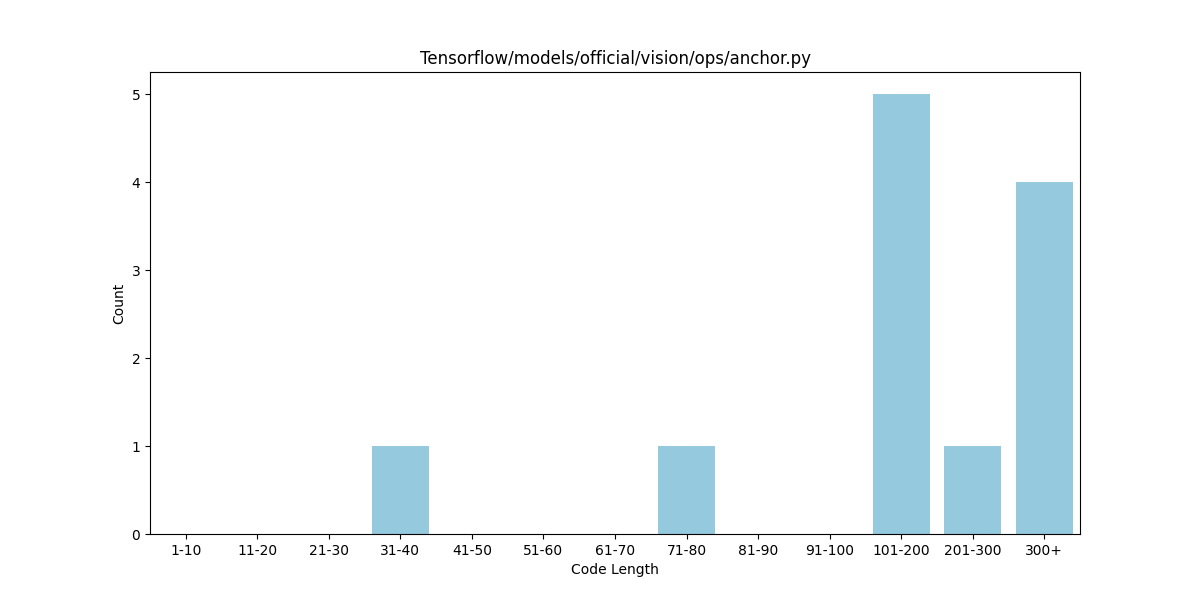 Tensorflow/models/official/vision/ops/anchor.py
5
4
3
2
1
0
Count
1-10 11-20 21-30 31-40 41-50 51-60 61-70 71-80 81-90 91-100 101-200 201-300 300+
Code Length